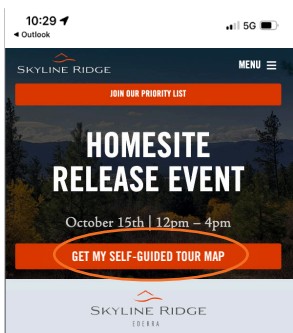 10:29
◄ Outlook
5G
SKYLINE RIDGE
MENU
JOIN OUR PRIORITY LIST
HOMESITE
RELEASE EVENT
October 15th | 12pm – 4pm
GET MY SELF-GUIDED TOUR MAP
SKYLINE RIDGE
EDERRA